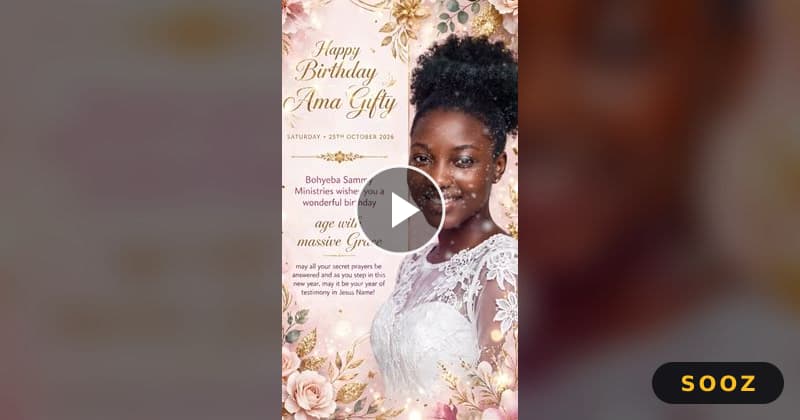 Happy
Birthday
Ama Gifty
SATURDAY • 25TH OCTOBER 2026
Bohyeba Sammy
Ministries wishes you a
wonderful birthday
age with
massive Grace
may all your secret prayers be
answered and as you step in this
new year, may it be your year of
testimony in Jesus Name!
SOOZ